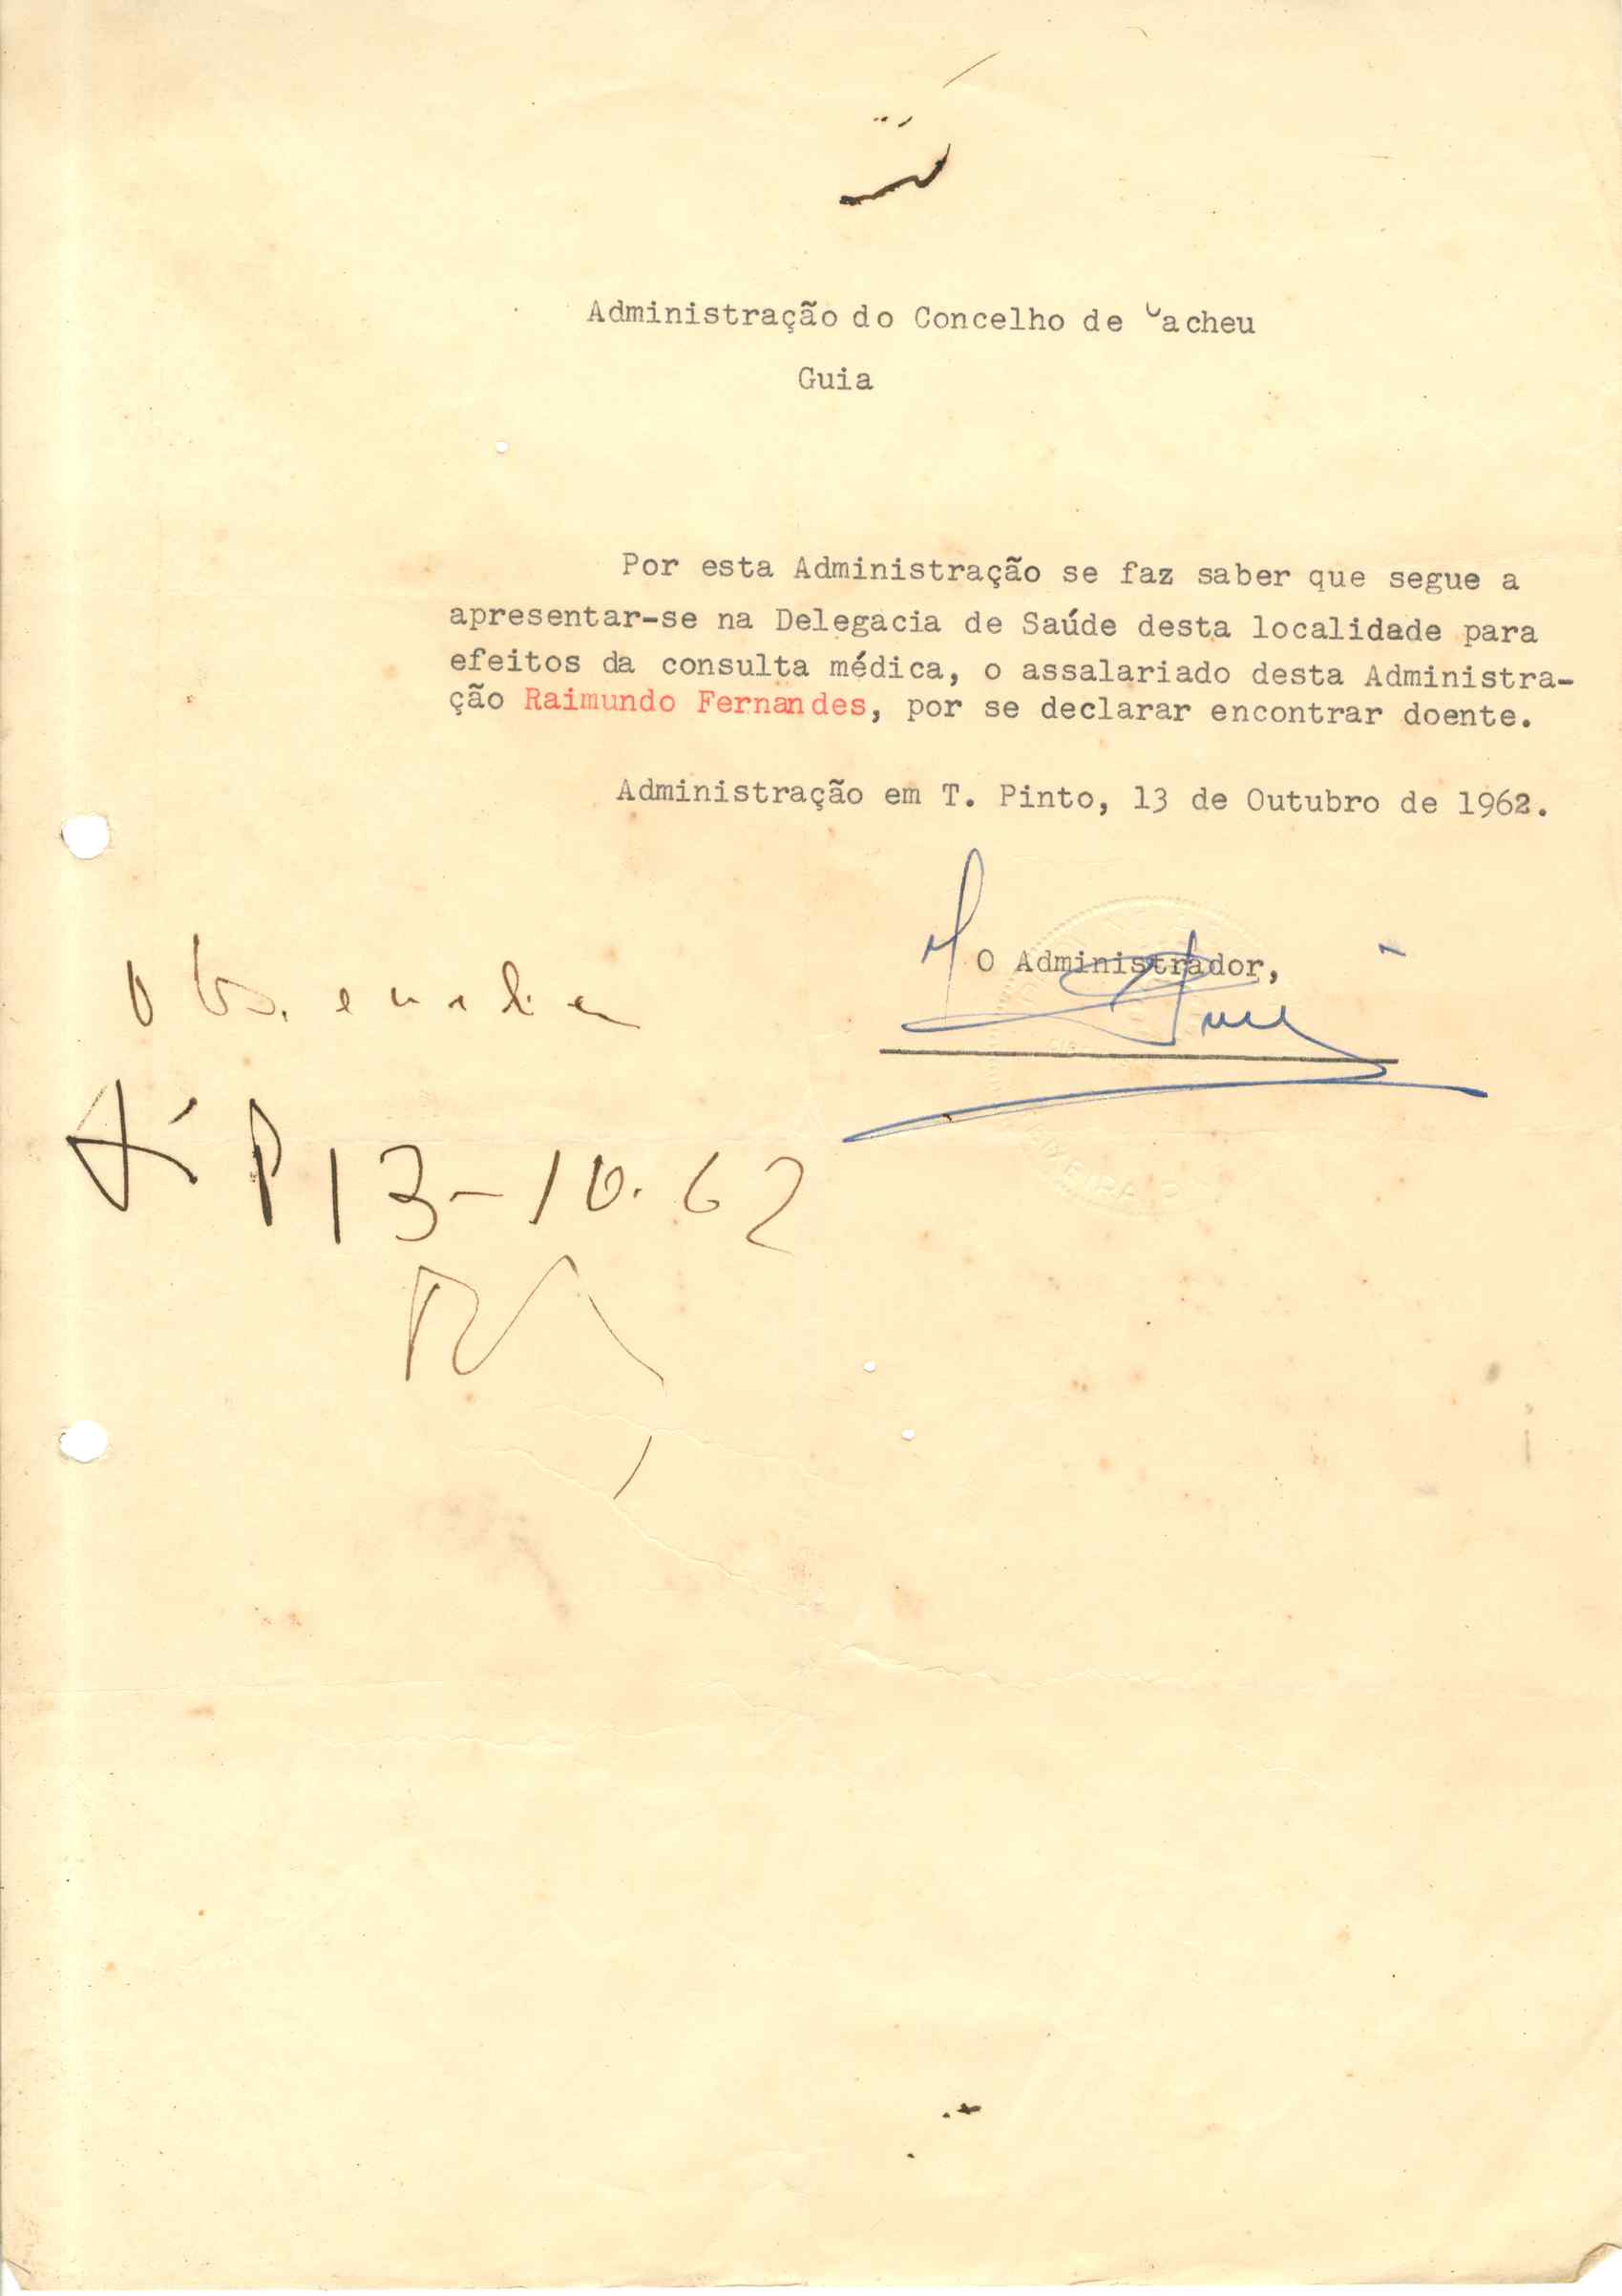 Administração do Concelho de Cacheu
Guia
Por esta Administração se faz saber que segue a
apresentar-se na Delegacia de Saúde desta localidade para
efeitos da consulta médica, o assalariado desta Administra-
ção Raimundo Fernandes, por se declarar encontrar doente.
Administração em T. Pinto, 13 de Outubro de 1962.
O Administrador,
T. P 13-10.62